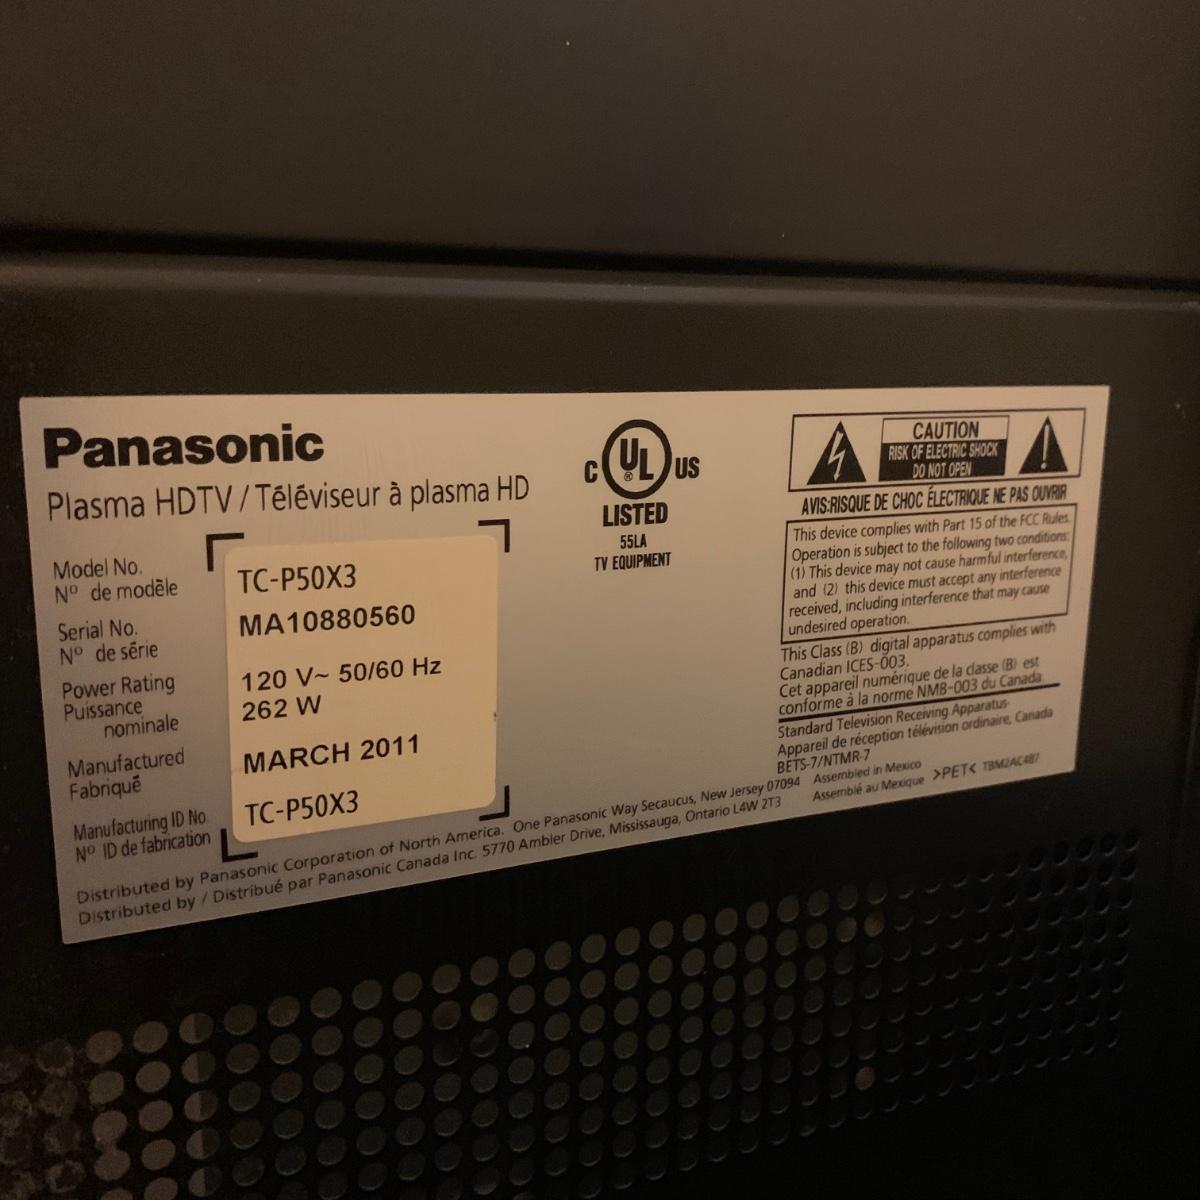 Panasonic
Plasma HDTV / Téléviseur à plasma HD
Model No.
Nº de modèle
TC-P50X3
Serial No.
Nº de série
MA10880560
Power Rating
Puissance
nominale
120 V~ 50/60 Hz
262 W
Manufactured
Fabriqué
MARCH 2011
Manufacturing ID No.
Nº ID de fabrication
TC-P50X3
C UL ® US
LISTED
55LA
TV EQUIPMENT
CAUTION
RISK OF ELECTRIC SHOCK
DO NOT OPEN
AVIS:RISQUE DE CHOC ÉLECTRIQUE NE PAS OUVRIR
This device complies with Part 15 of the FCC Rules.
Operation is subject to the following two conditions:
(1) This device may not cause harmful interference,
and (2) this device must accept any interference
received, including interference that may cause
undesired operation.
This Class (B) digital apparatus complies with
Canadian ICES-003.
Cet appareil numérique de la classe (B) est
conforme à la norme NMB-003 du Canada.
Standard Television Receiving Apparatus-
Appareil de réception télévision ordinaire, Canada
BETS-7/NTMR-7
Assembled in Mexico
Assemblé au Mexique
>PET< TBM2AC487
Distributed by Panasonic Corporation of North America. One Panasonic Way Secaucus, New Jersey 07094
Distributed by / Distribué par Panasonic Canada Inc. 5770 Ambler Drive, Mississauga, Ontario L4W 2T3